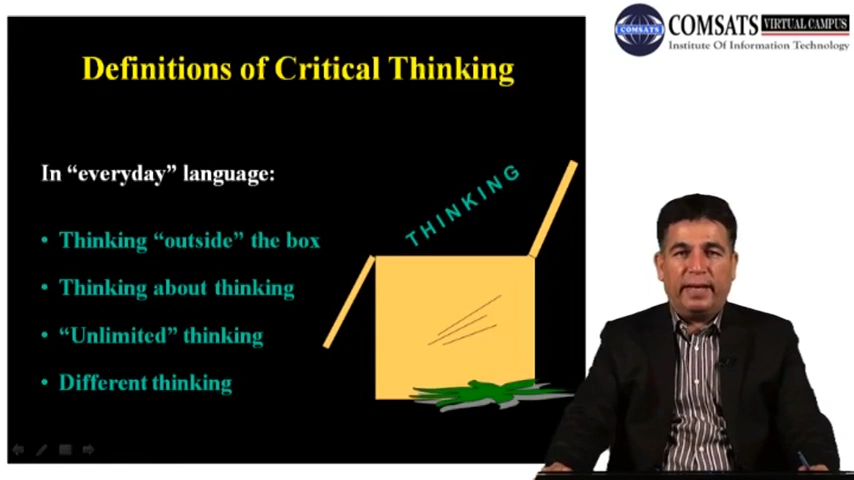 COMSATS VIRTUAL CAMPUS
COMSATS
Institute Of Information Technology
Definitions of Critical Thinking
In “everyday” language:
• Thinking “outside” the box
• Thinking about thinking
• “Unlimited” thinking
• Different thinking
THINKING